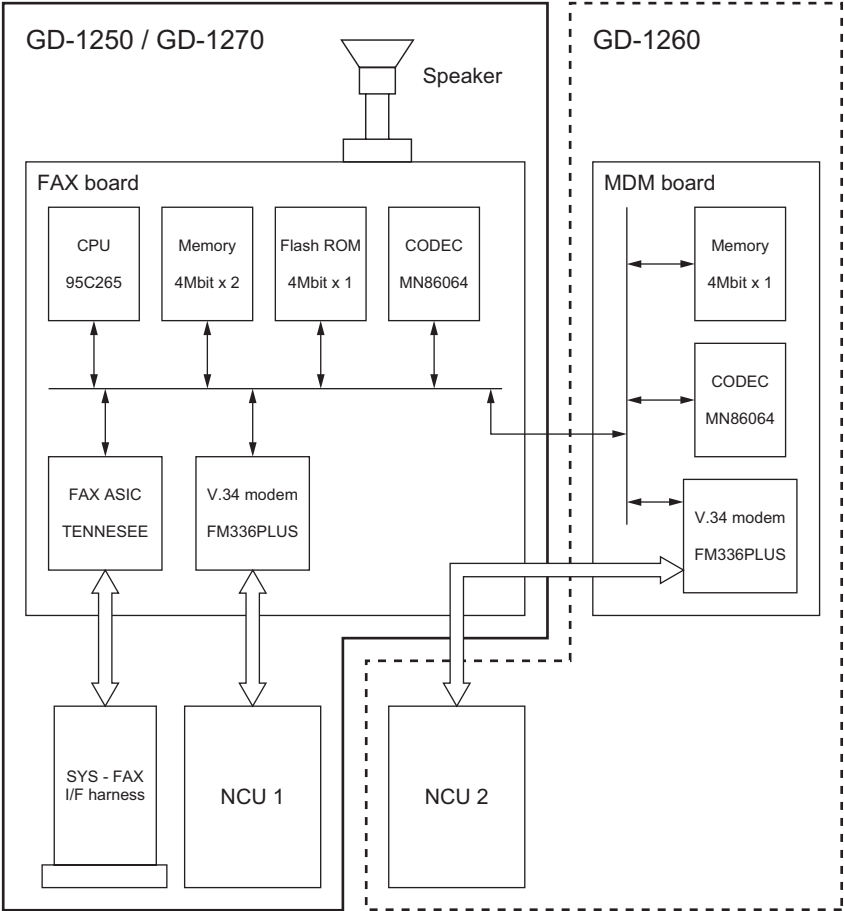 GD-1250 / GD-1270
Speaker
FAX board
CPU
95C265
Memory
4Mbit x 2
Flash ROM
4Mbit x 1
CODEC
MN86064
FAX ASIC
TENNESEE
V.34 modem
FM336PLUS
SYS - FAX
I/F harness
NCU 1
GD-1260
MDM board
Memory
4Mbit x 1
CODEC
MN86064
V.34 modem
FM336PLUS
NCU 2